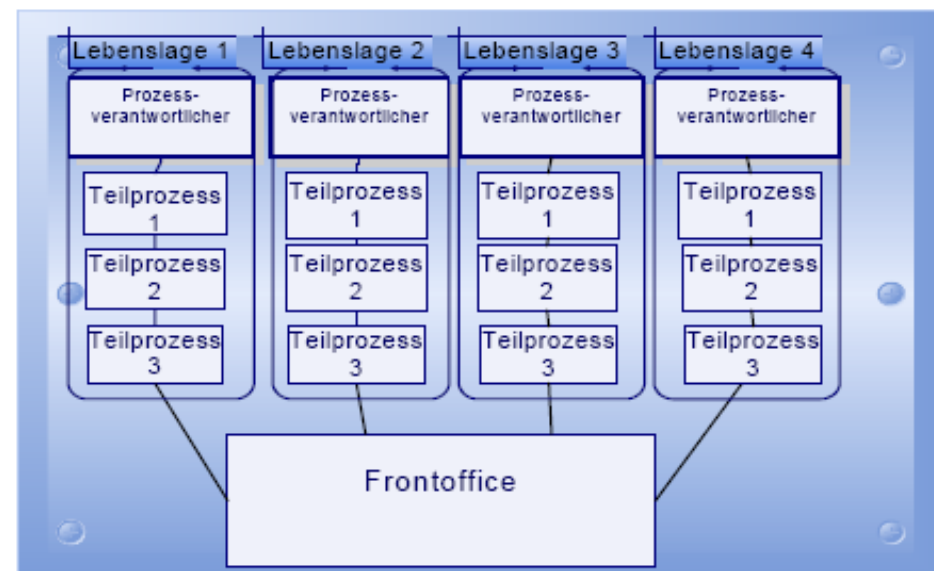 Lebenslage 1
Lebenslage 2
Lebenslage 3
Lebenslage 4
Prozess-
verantwortlicher
Prozess-
verantwortlicher
Prozess-
verantwortlicher
Prozess-
verantwortlicher
Teilprozess
1
Teilprozess
1
Teilprozess
1
Teilprozess
1
Teilprozess
2
Teilprozess
2
Teilprozess
2
Teilprozess
2
Teilprozess
3
Teilprozess
3
Teilprozess
3
Teilprozess
3
Frontoffice